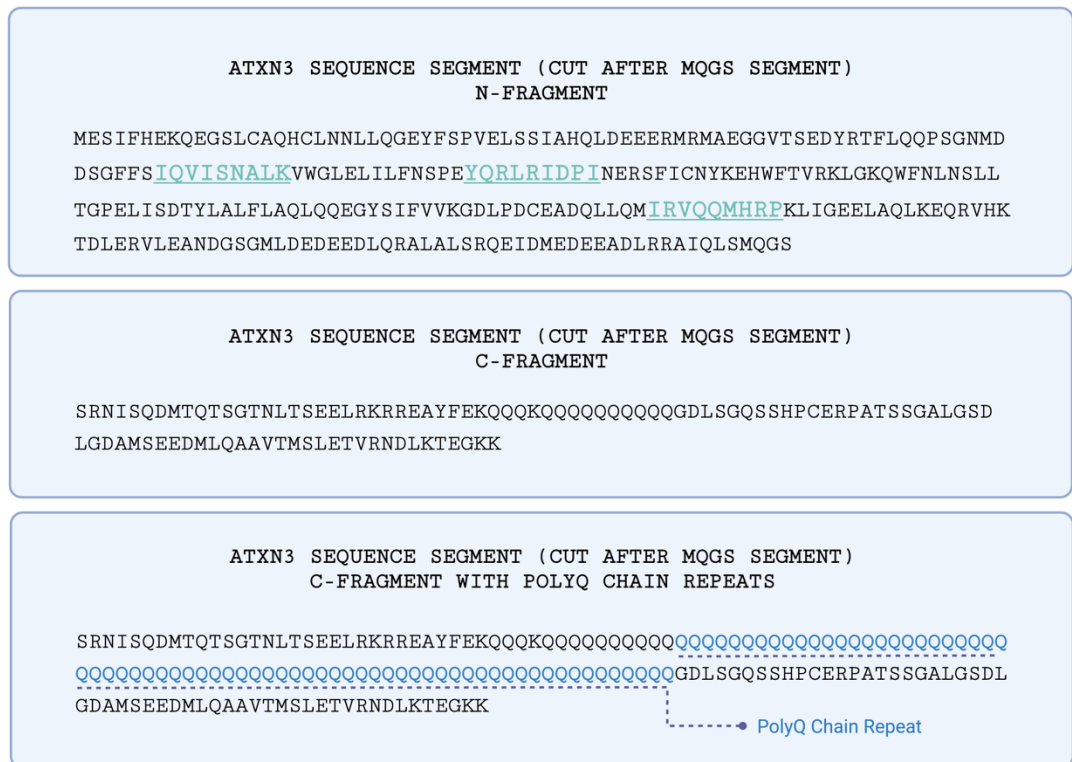 ATXN3 SEQUENCE SEGMENT (CUT AFTER MQGS SEGMENT)
N-FRAGMENT
MESIFHEKQEGSLCAQHCLNNLLQGEYFSPVELSSIAHQLDEEERMRMAEGGVTSEDYRTFLQQPSGNMD
DSGFFSIQVISNALKVWGLELILFNSPEYQRLRIDPINERSFICNYKEHWFTVRKLGKQWFNLNSLL
TGPELISDTYLALFLAQLQQEGYSIFVVKGDLPDCEADQLLQMIRVQQMHRPKLIGEELAQLKEQRVHK
TDLERVLEANDGSGMLDEDEEDLQRALALSRQEIDMEDEEADLRRAIQLSMQGS
ATXN3 SEQUENCE SEGMENT (CUT AFTER MQGS SEGMENT)
C-FRAGMENT
SRNISQDMTQTSGTNLTSEELRKRREAYFEKQQQKQQQQQQQQQQGDLSGQSSHPCERPATSSGALGSD
LGDAMSEEDMLQAAVTMSLETVRNDLKTEGKK
ATXN3 SEQUENCE SEGMENT (CUT AFTER MQGS SEGMENT)
C-FRAGMENT WITH POLYQ CHAIN REPEATS
SRNISQDMTQTSGTNLTSEELRKRREAYFEKQQQKQQQQQQQQQQQQQQQQQQQQQQQQQQQQQQQQQQQ
QQQQQQQQQQQQQQQQQQQQQQQQQQQQQQQQQQQQQQQQQQQQQGDLSGQSSHPCERPATSSGALGSDL
GDAMSEEDMLQAAVTMSLETVRNDLKTEGKK
PolyQ Chain Repeat